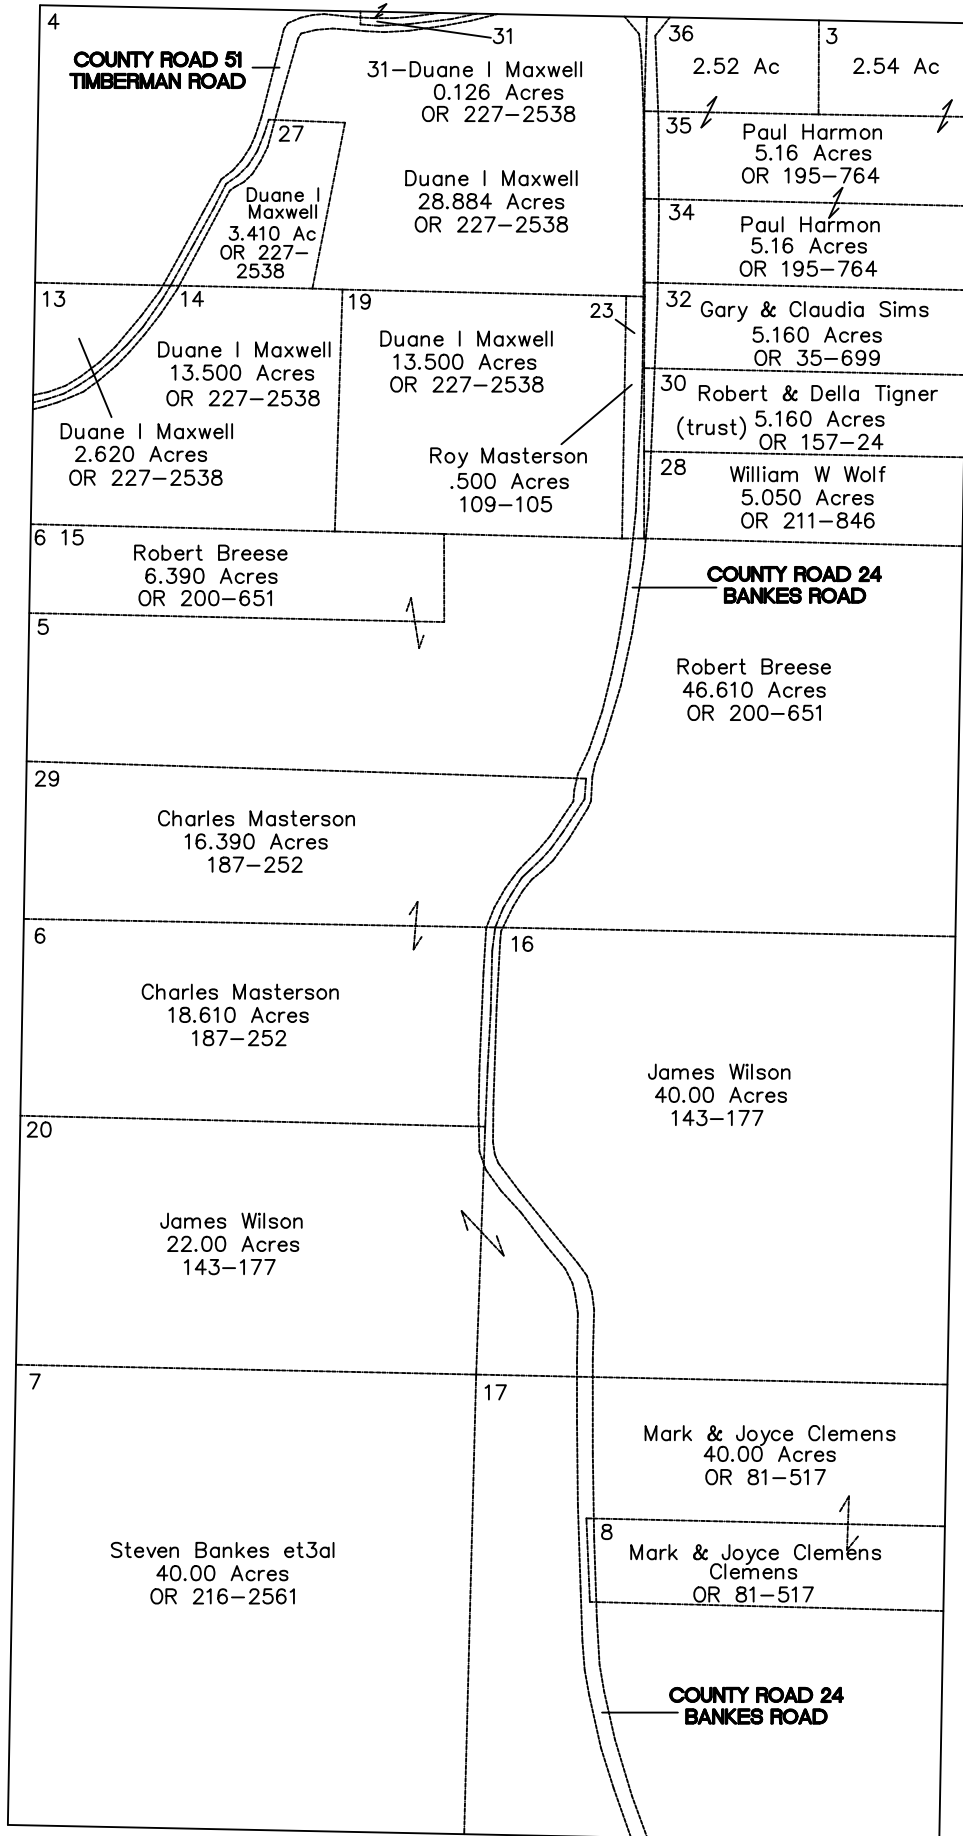 4
COUNTY ROAD 51
TIMBERMAN ROAD
31
31-Duane I Maxwell
0.126 Acres
OR 227-2538
36
2.52 Ac
3
2.54 Ac
27
Duane I
Maxwell
3.410 Ac
OR 227-
2538
Duane I Maxwell
28.884 Acres
OR 227-2538
35
Paul Harmon
5.16 Acres
OR 195-764
34
Paul Harmon
5.16 Acres
OR 195-764
13
14
Duane I Maxwell
13.500 Acres
OR 227-2538
Duane I Maxwell
2.620 Acres
OR 227-2538
19
Duane I Maxwell
13.500 Acres
OR 227-2538
23
Roy Masterson
.500 Acres
109-105
32
Gary & Claudia Sims
5.160 Acres
OR 35-699
30
Robert & Della Tigner
(trust) 5.160 Acres
OR 157-24
28
William W Wolf
5.050 Acres
OR 211-846
6 15
Robert Breese
6.390 Acres
OR 200-651
COUNTY ROAD 24
BANKES ROAD
5
Robert Breese
46.610 Acres
OR 200-651
29
Charles Masterson
16.390 Acres
187-252
6
Charles Masterson
18.610 Acres
187-252
16
James Wilson
40.00 Acres
143-177
20
James Wilson
22.00 Acres
143-177
7
Steven Bankes et3al
40.00 Acres
OR 216-2561
17
Mark & Joyce Clemens
40.00 Acres
OR 81-517
8
Mark & Joyce Clemens
Clemens
OR 81-517
COUNTY ROAD 24
BANKES ROAD